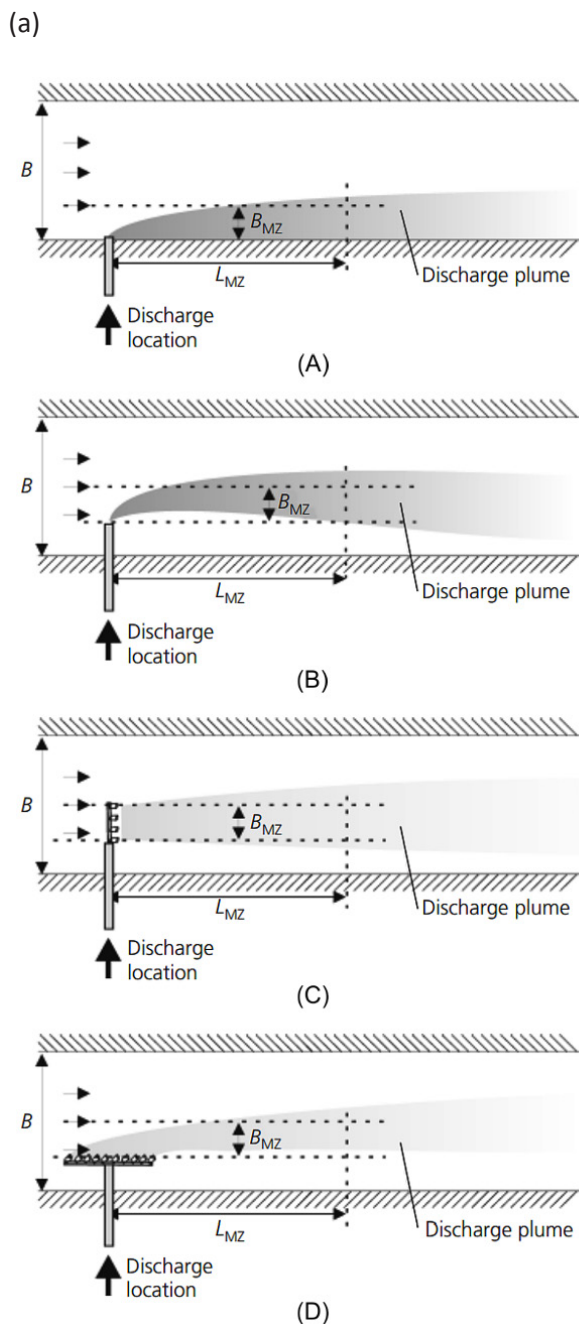 (a)
B
B_MZ
L_MZ
Discharge plume
Discharge
location
(A)
B
B_MZ
L_MZ
Discharge plume
Discharge
location
(B)
B
B_MZ
L_MZ
Discharge plume
Discharge
location
(C)
B
B_MZ
L_MZ
Discharge plume
Discharge
location
(D)